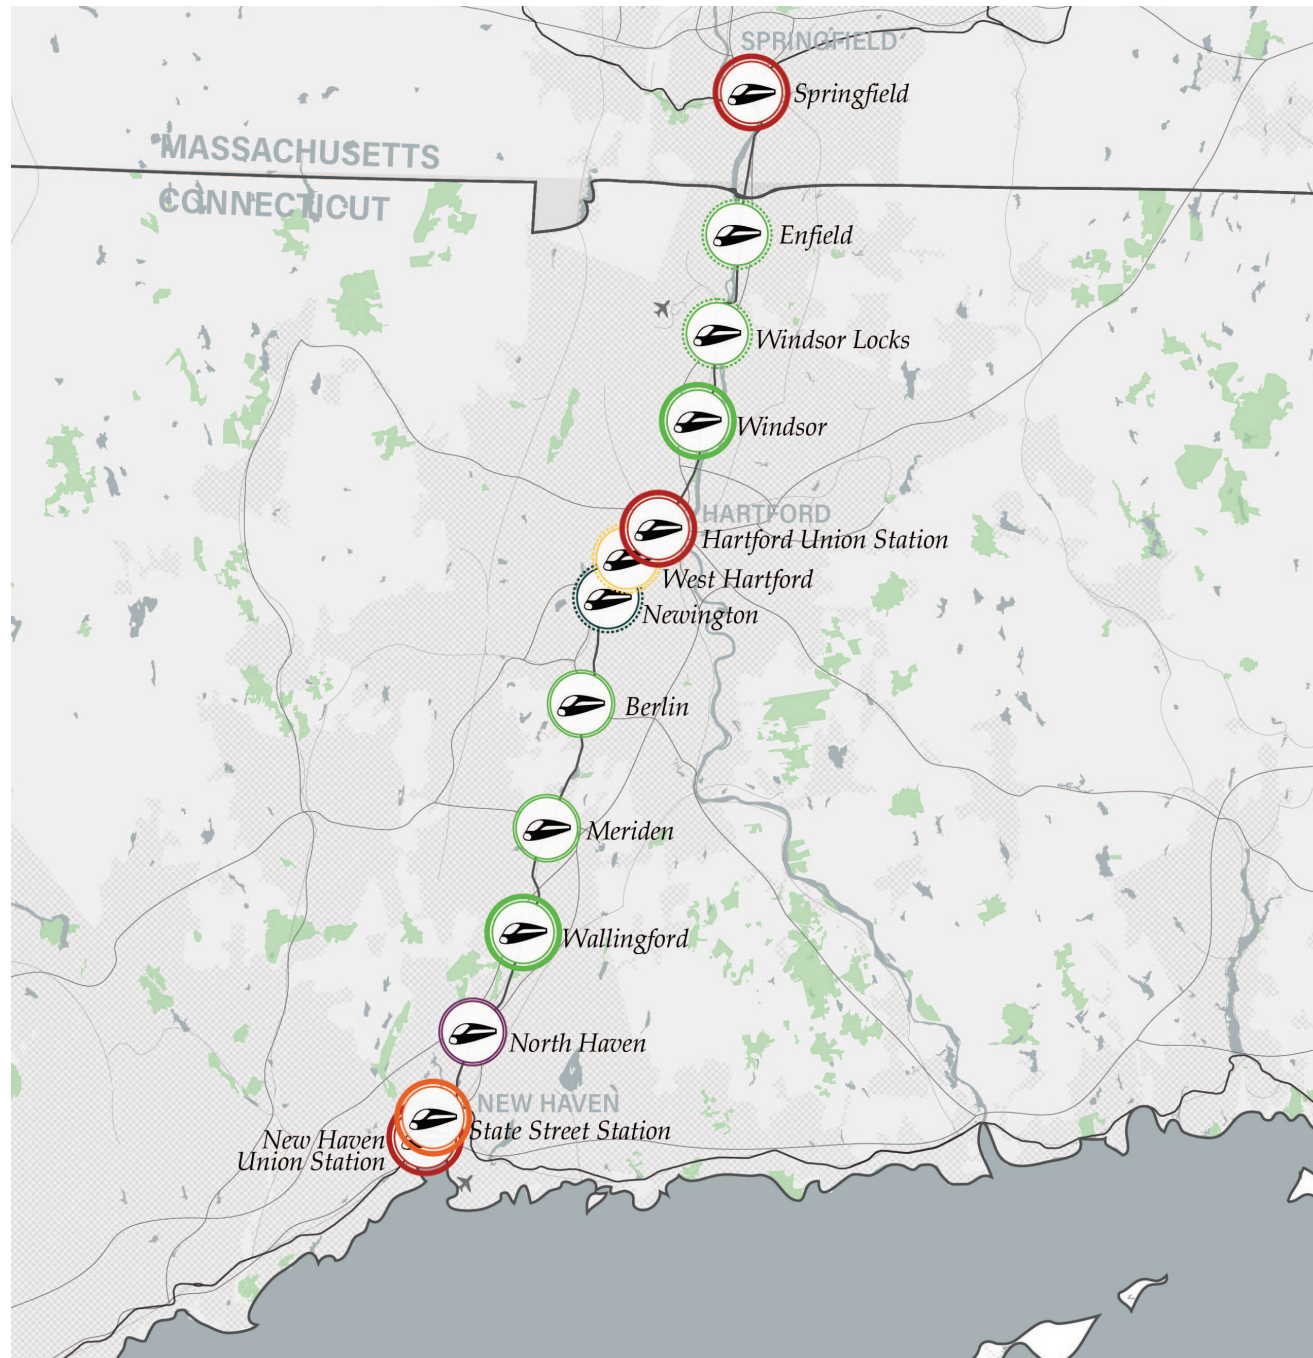 SPRINGFIELD
Springfield
MASSACHUSETTS
CONNECTICUT
Enfield
Windsor Locks
Windsor
HARTFORD
Hartford Union Station
West Hartford
Newington
Berlin
Meriden
Wallingford
North Haven
NEW HAVEN
State Street Station
New Haven
Union Station